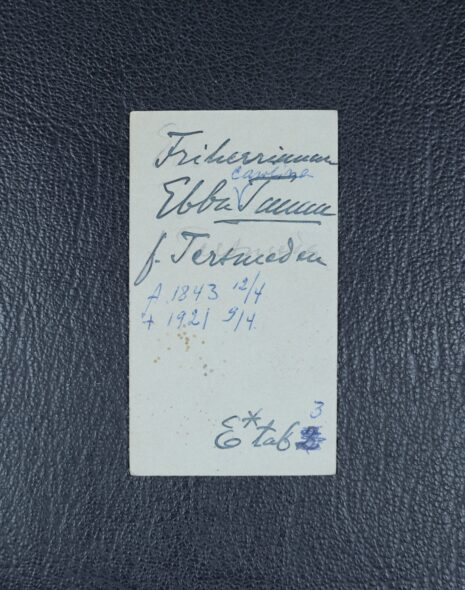 Friherrinnan
Carolina
Ebba Tamm
f. Tersmeden
1843 12/4
+ 1921 9/4
3
E* tab